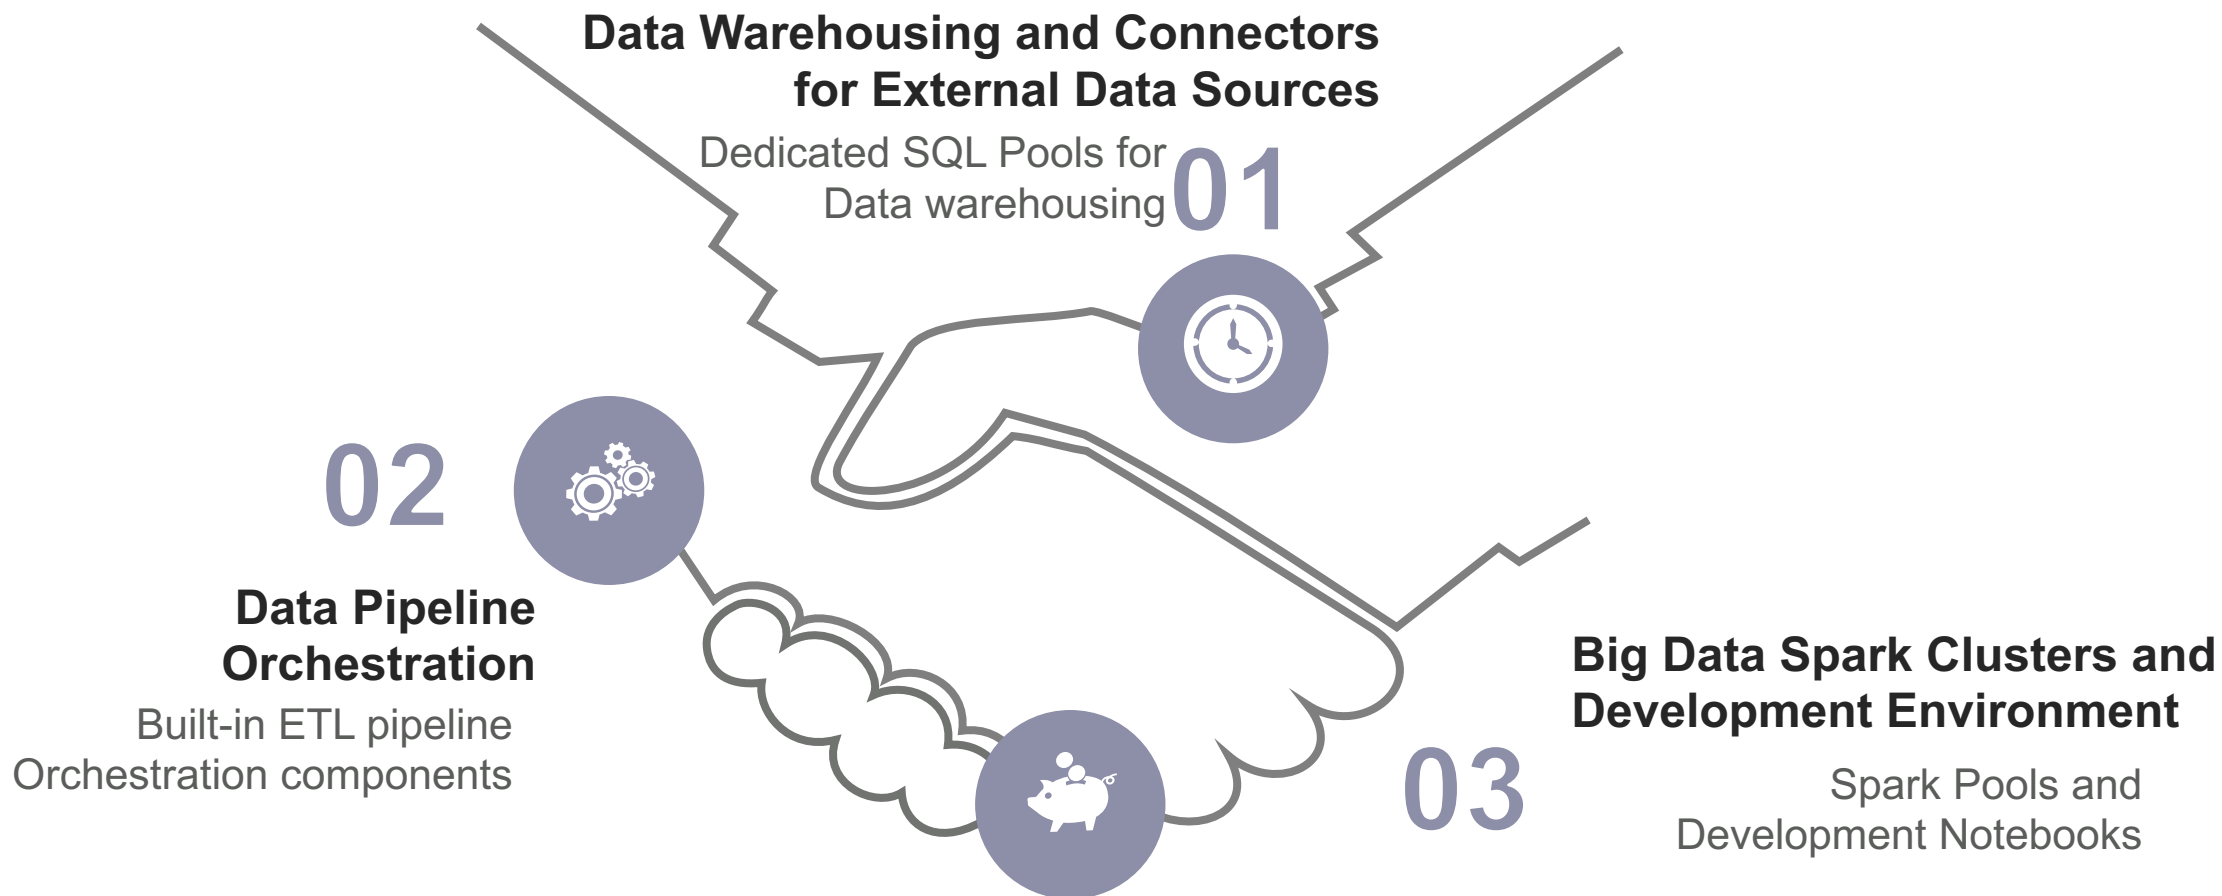 Data Warehousing and Connectors
for External Data Sources
Dedicated SQL Pools for
Data warehousing
01
02
Data Pipeline
Orchestration
Built-in ETL pipeline
Orchestration components
Big Data Spark Clusters and
Development Environment
03
Spark Pools and
Development Notebooks